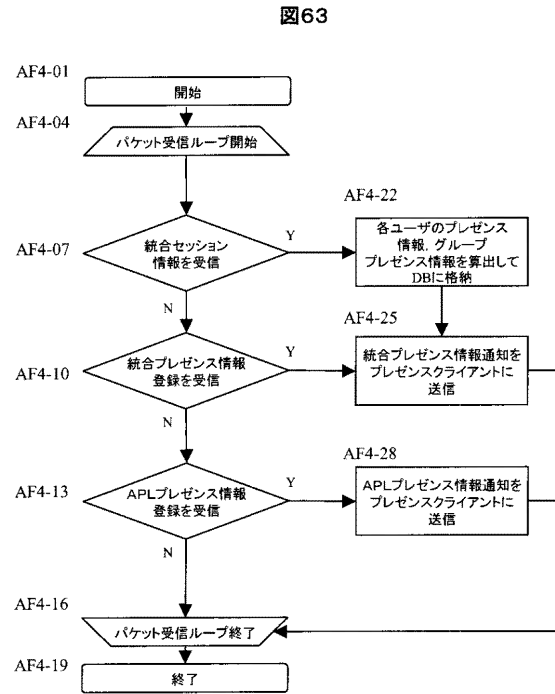 図63
AF4-01
開始
AF4-04
パケット受信ループ開始
AF4-07
統合セッション
情報を受信
Y
N
AF4-22
各ユーザのプレゼンス
情報，グループ
プレゼンス情報を算出して
DBに格納
AF4-10
統合プレゼンス情報
登録を受信
Y
N
AF4-25
統合プレゼンス情報通知を
プレゼンスクライアントに
送信
AF4-13
APLプレゼンス情報
登録を受信
Y
N
AF4-28
APLプレゼンス情報通知を
プレゼンスクライアントに
送信
AF4-16
パケット受信ループ終了
AF4-19
終了